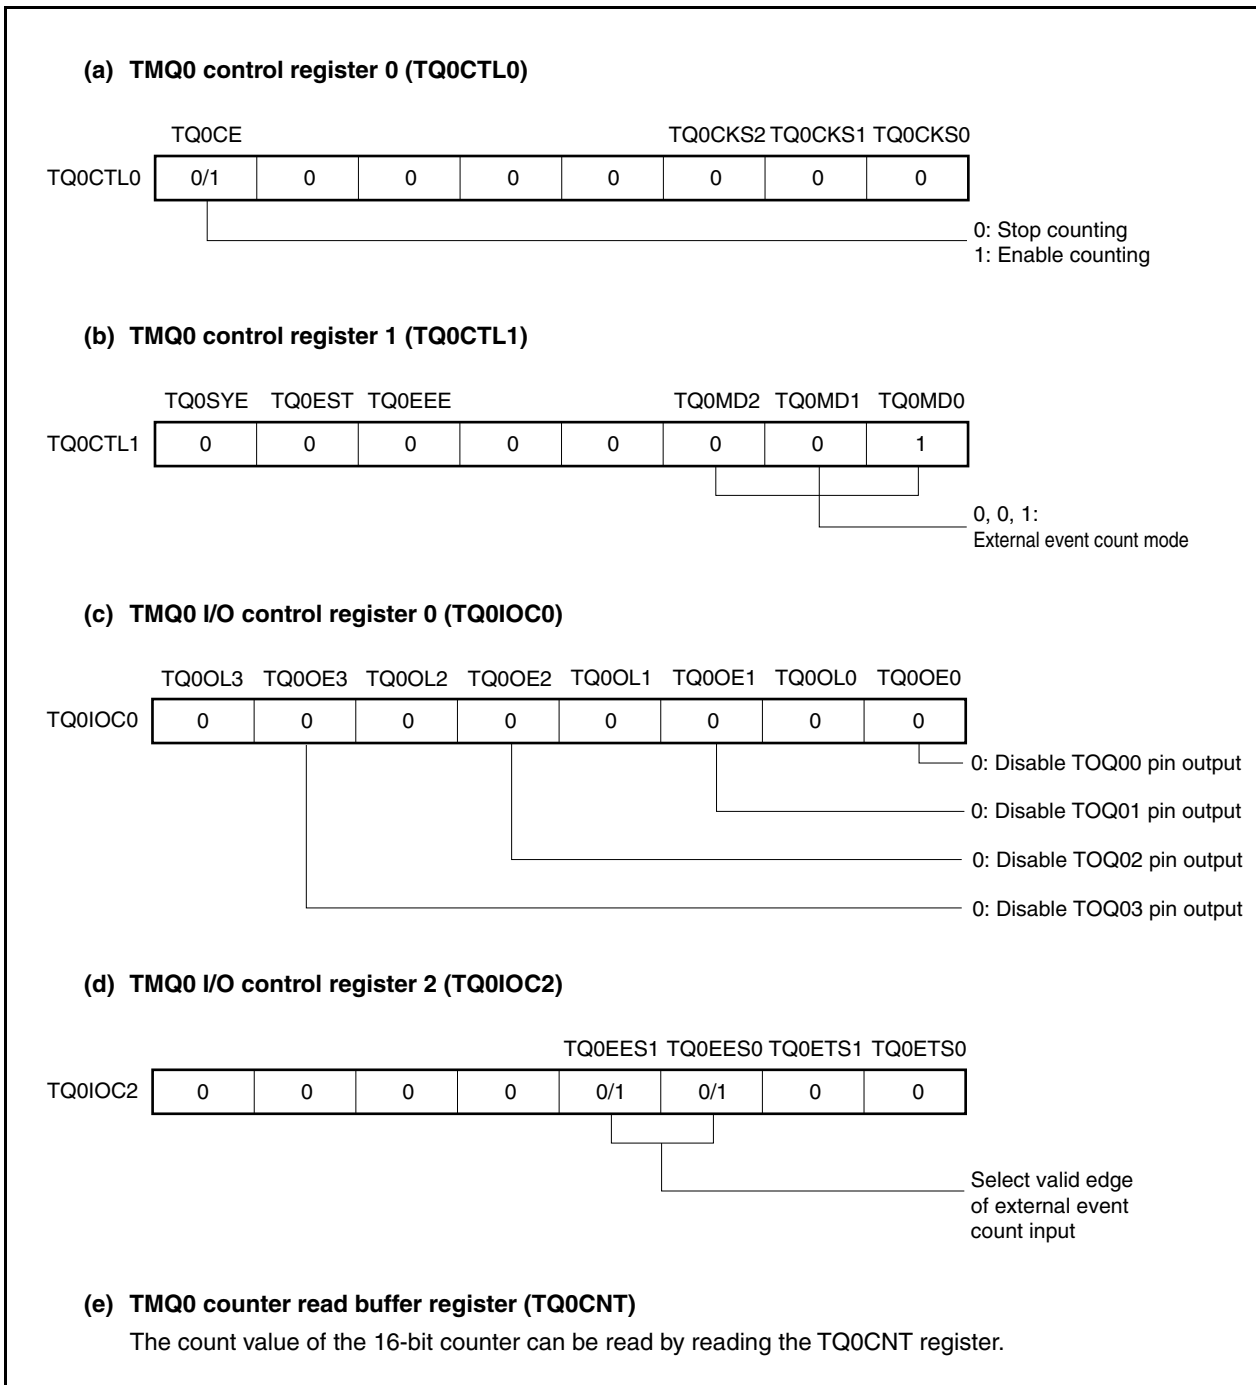 (a) TMQ0 control register 0 (TQ0CTL0)
TQ0CE TQ0CKS2 TQ0CKS1 TQ0CKS0
TQ0CTL0 0/1 0 0 0 0 0 0 0
0: Stop counting
1: Enable counting
(b) TMQ0 control register 1 (TQ0CTL1)
TQ0SYE TQ0EST TQ0EEE TQ0MD2 TQ0MD1 TQ0MD0
TQ0CTL1 0 0 0 0 0 0 0 1
0, 0, 1:
External event count mode
(c) TMQ0 I/O control register 0 (TQ0IOC0)
TQ0OL3 TQ0OE3 TQ0OL2 TQ0OE2 TQ0OL1 TQ0OE1 TQ0OL0 TQ0OE0
TQ0IOC0 0 0 0 0 0 0 0 0
0: Disable TOQ00 pin output
0: Disable TOQ01 pin output
0: Disable TOQ02 pin output
0: Disable TOQ03 pin output
(d) TMQ0 I/O control register 2 (TQ0IOC2)
TQ0EES1 TQ0EES0 TQ0ETS1 TQ0ETS0
TQ0IOC2 0 0 0 0 0/1 0/1 0 0
Select valid edge
of external event
count input
(e) TMQ0 counter read buffer register (TQ0CNT)
The count value of the 16-bit counter can be read by reading the TQ0CNT register.